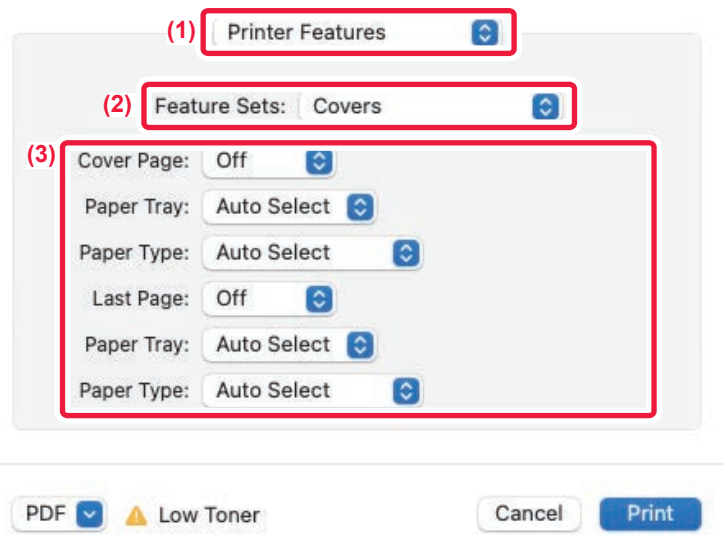 (1) Printer Features
(2) Feature Sets: Covers
(3) Cover Page: Off
Paper Tray: Auto Select
Paper Type: Auto Select
Last Page: Off
Paper Tray: Auto Select
Paper Type: Auto Select
PDF Low Toner Cancel Print